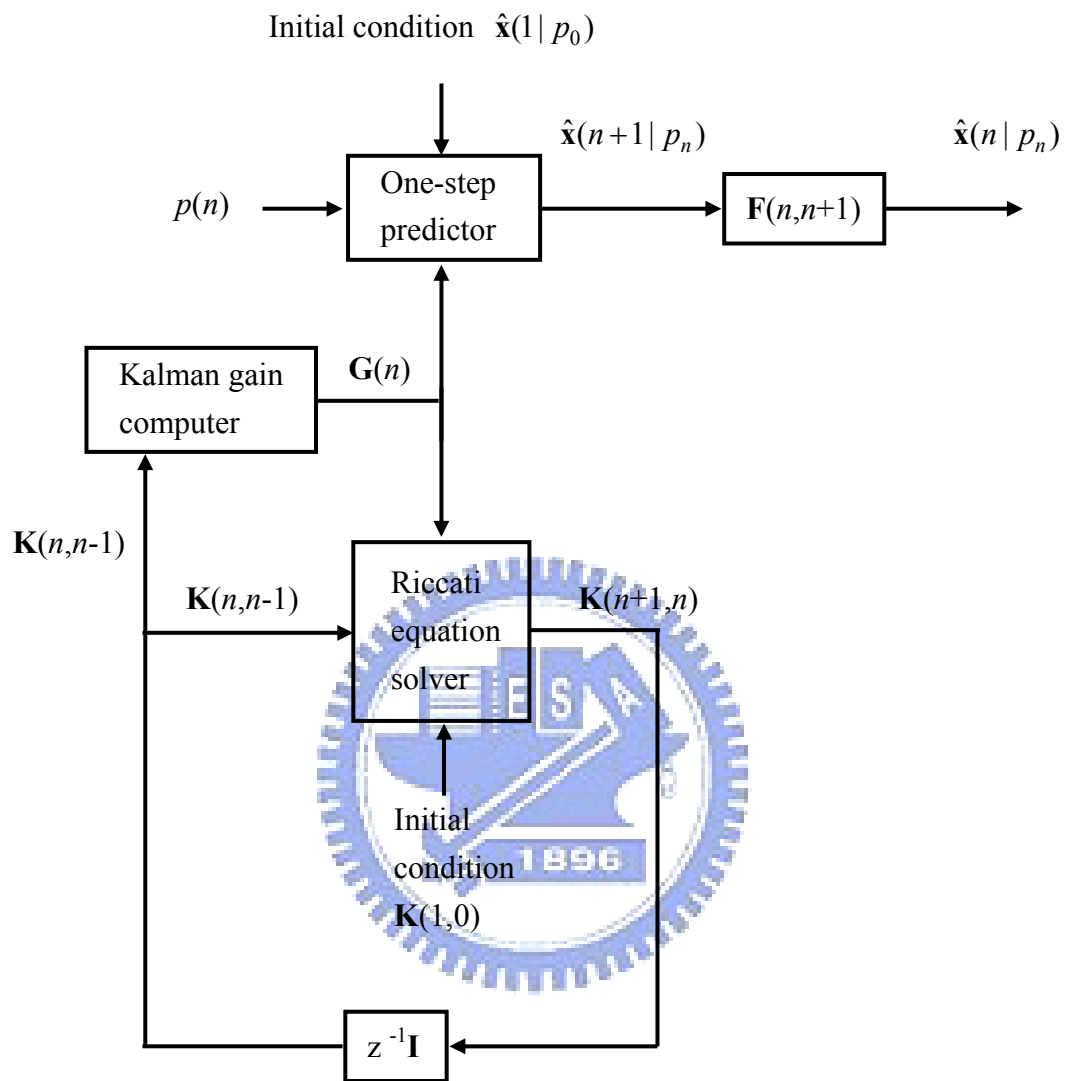 Initial condition x̂(1 | p₀)
x̂(n + 1 | pₙ)
x̂(n | pₙ)
p(n)
One-step
predictor
F(n,n+1)
Kalman gain
computer
G(n)
K(n,n-1)
K(n,n-1)
Riccati
equation
solver
K(n+1,n)
E S A
Initial
condition
1896
K(1,0)
z ⁻¹I